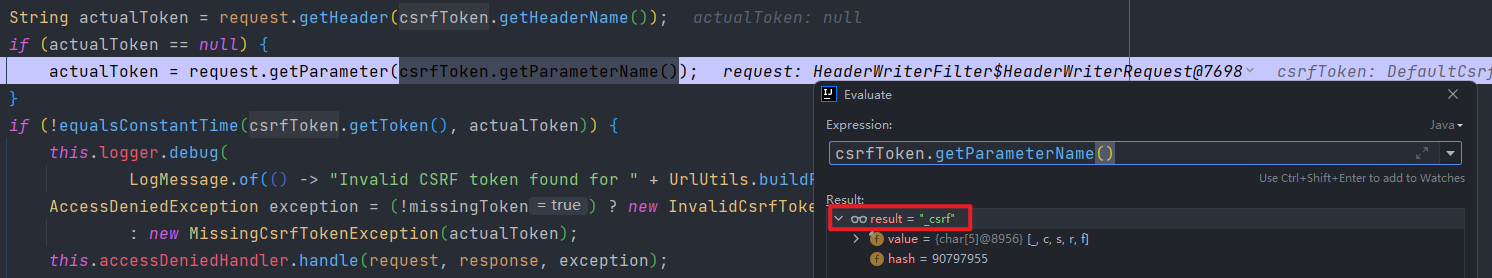 String actualToken = request.getHeader(csrfToken.getHeaderName());   actualToken: null
if (actualToken == null) {
    actualToken = request.getParameter(csrfToken.getParameterName());   request: HeaderWriterFilter$HeaderWriterRequest@7698   csrfToken: DefaultCsrf
}
if (!equalsConstantTime(csrfToken.getToken(), actualToken)) {
    this.logger.debug(
            LogMessage.of(() -> "Invalid CSRF token found for " + UrlUtils.buildF
    AccessDeniedException exception = (!missingToken = true) ? new InvalidCsrfToke
            : new MissingCsrfTokenException(actualToken);
    this.accessDeniedHandler.handle(request, response, exception);
IJ Evaluate
Expression:   Java
csrfToken.getParameterName()
Use Ctrl+Shift+Enter to add to Watches
Result:
result = "_csrf"
f value = {char[5]@8956} [_, c, s, r, f]
f hash = 90797955